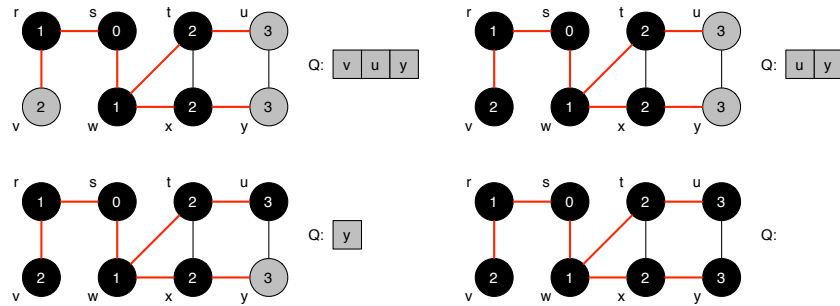 r s t u
1 0 2 3
Q: v u y
2 1 2 3
v w x y
r s t u
1 0 2 3
Q: u y
2 1 2 3
v w x y
r s t u
1 0 2 3
Q: y
2 1 2 3
v w x y
r s t u
1 0 2 3
Q:
2 1 2 3
v w x y